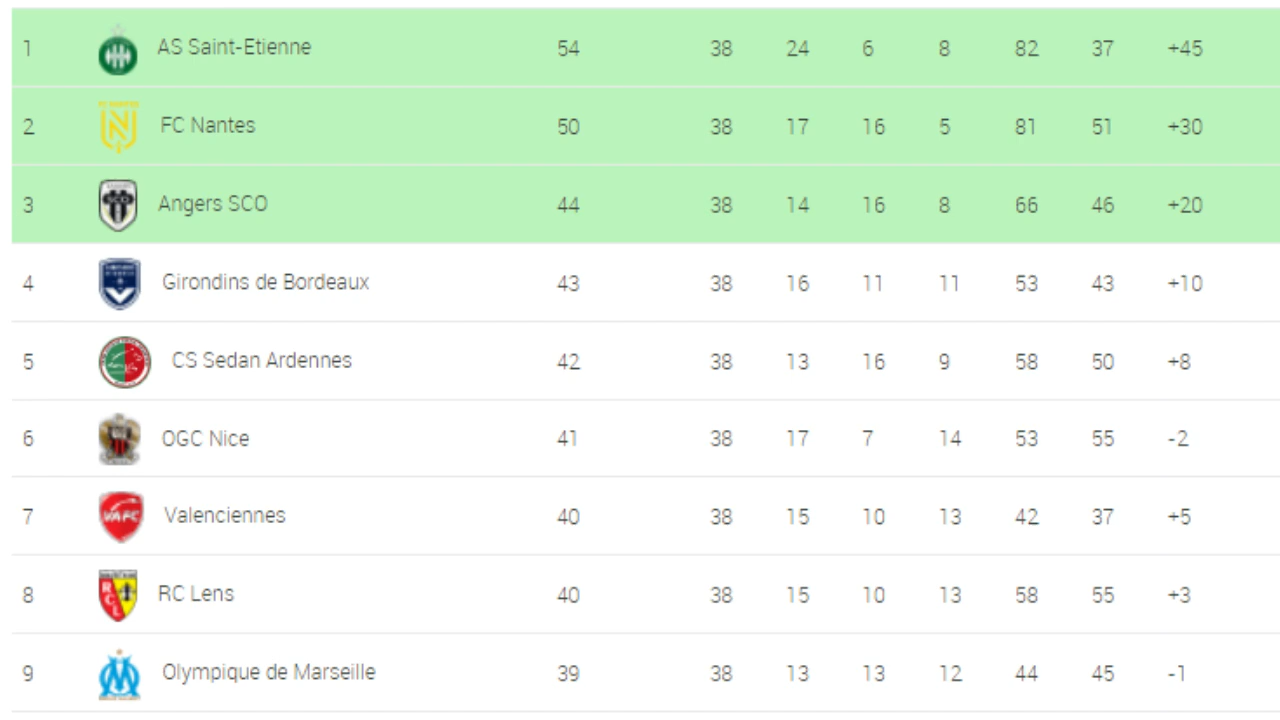 1 AS Saint-Etienne 54 38 24 6 8 82 37 +45
2 FC Nantes 50 38 17 16 5 81 51 +30
3 Angers SCO 44 38 14 16 8 66 46 +20
4 Girondins de Bordeaux 43 38 16 11 11 53 43 +10
5 CS Sedan Ardennes 42 38 13 16 9 58 50 +8
6 OGC Nice 41 38 17 7 14 53 55 -2
7 VAFC Valenciennes 40 38 15 10 13 42 37 +5
8 RCL RC Lens 40 38 15 10 13 58 55 +3
9 Olympique de Marseille 39 38 13 13 12 44 45 -1